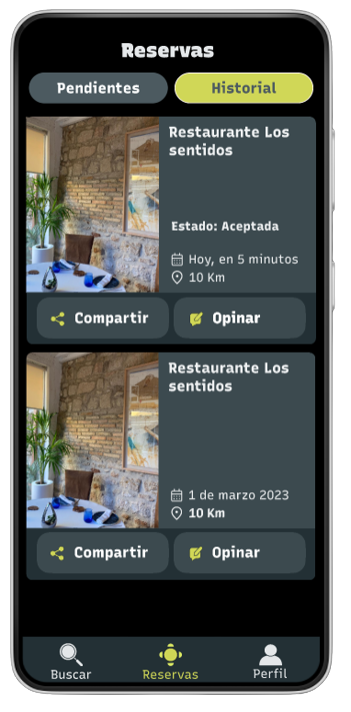 Reservas
Pendientes
Historial
Restaurante Los
sentidos
Estado: Aceptada
Hoy, en 5 minutos
10 Km
Compartir
Opinar
Restaurante Los
sentidos
1 de marzo 2023
10 Km
Compartir
Opinar
Buscar
Reservas
Perfil